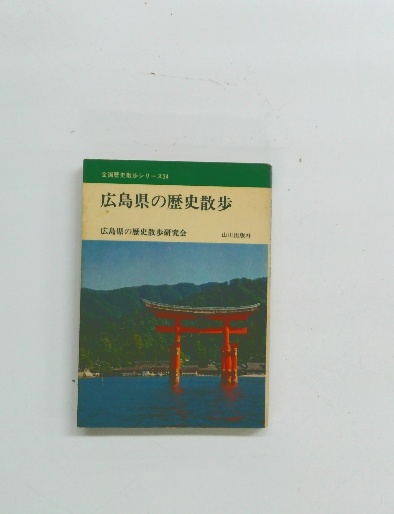 全国歴史散歩シリーズ34
広島県の歴史散歩
広島県の歴史散歩研究会 山川出版社